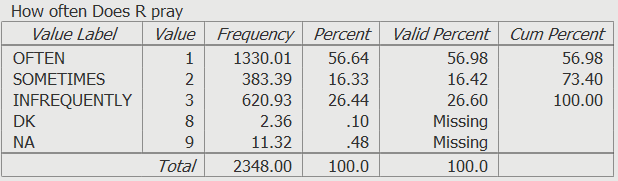 How often Does R pray
Value Label Value Frequency Percent Valid Percent Cum Percent
OFTEN 1 1330.01 56.64 56.98 56.98
SOMETIMES 2 383.39 16.33 16.42 73.40
INFREQUENTLY 3 620.93 26.44 26.60 100.00
DK 8 2.36 .10 Missing
NA 9 11.32 .48 Missing
Total 2348.00 100.0 100.0